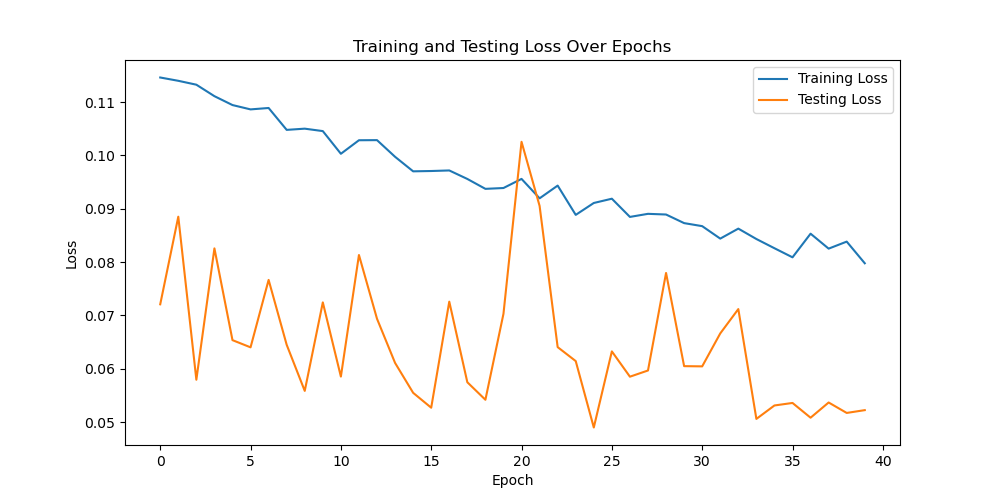 Training and Testing Loss Over Epochs
Training Loss
Testing Loss
Loss
0.11
0.10
0.09
0.08
0.07
0.06
0.05
0 5 10 15 20 25 30 35 40
Epoch